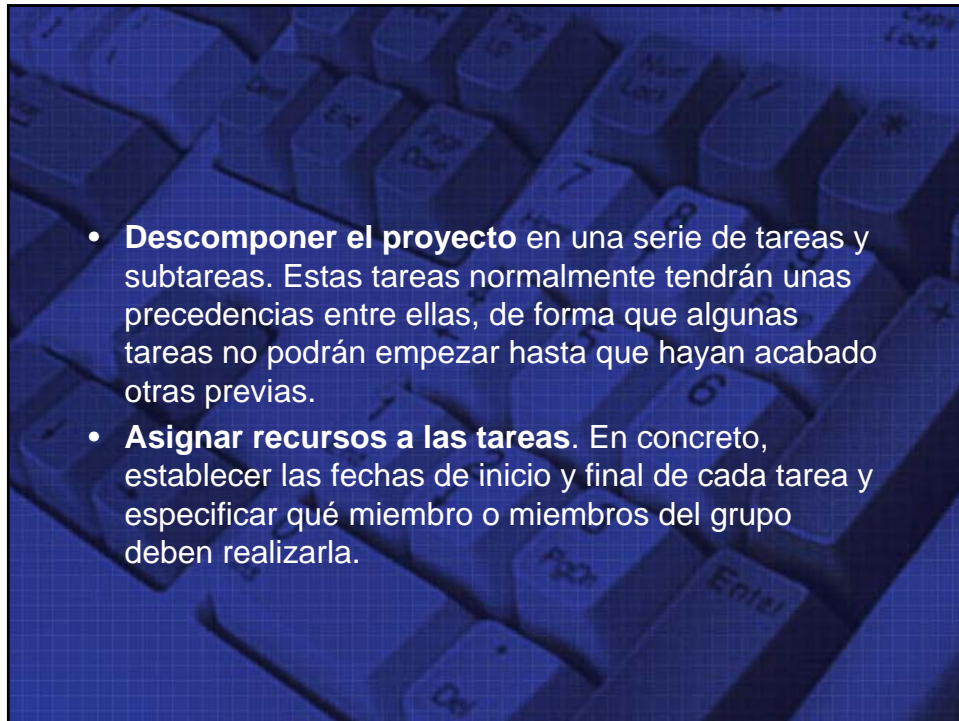 • Descomponer el proyecto en una serie de tareas y
subtareas. Estas tareas normalmente tendrán unas
precedencias entre ellas, de forma que algunas
tareas no podrán empezar hasta que hayan acabado
otras previas.
• Asignar recursos a las tareas. En concreto,
establecer las fechas de inicio y final de cada tarea y
especificar qué miembro o miembros del grupo
deben realizarla.